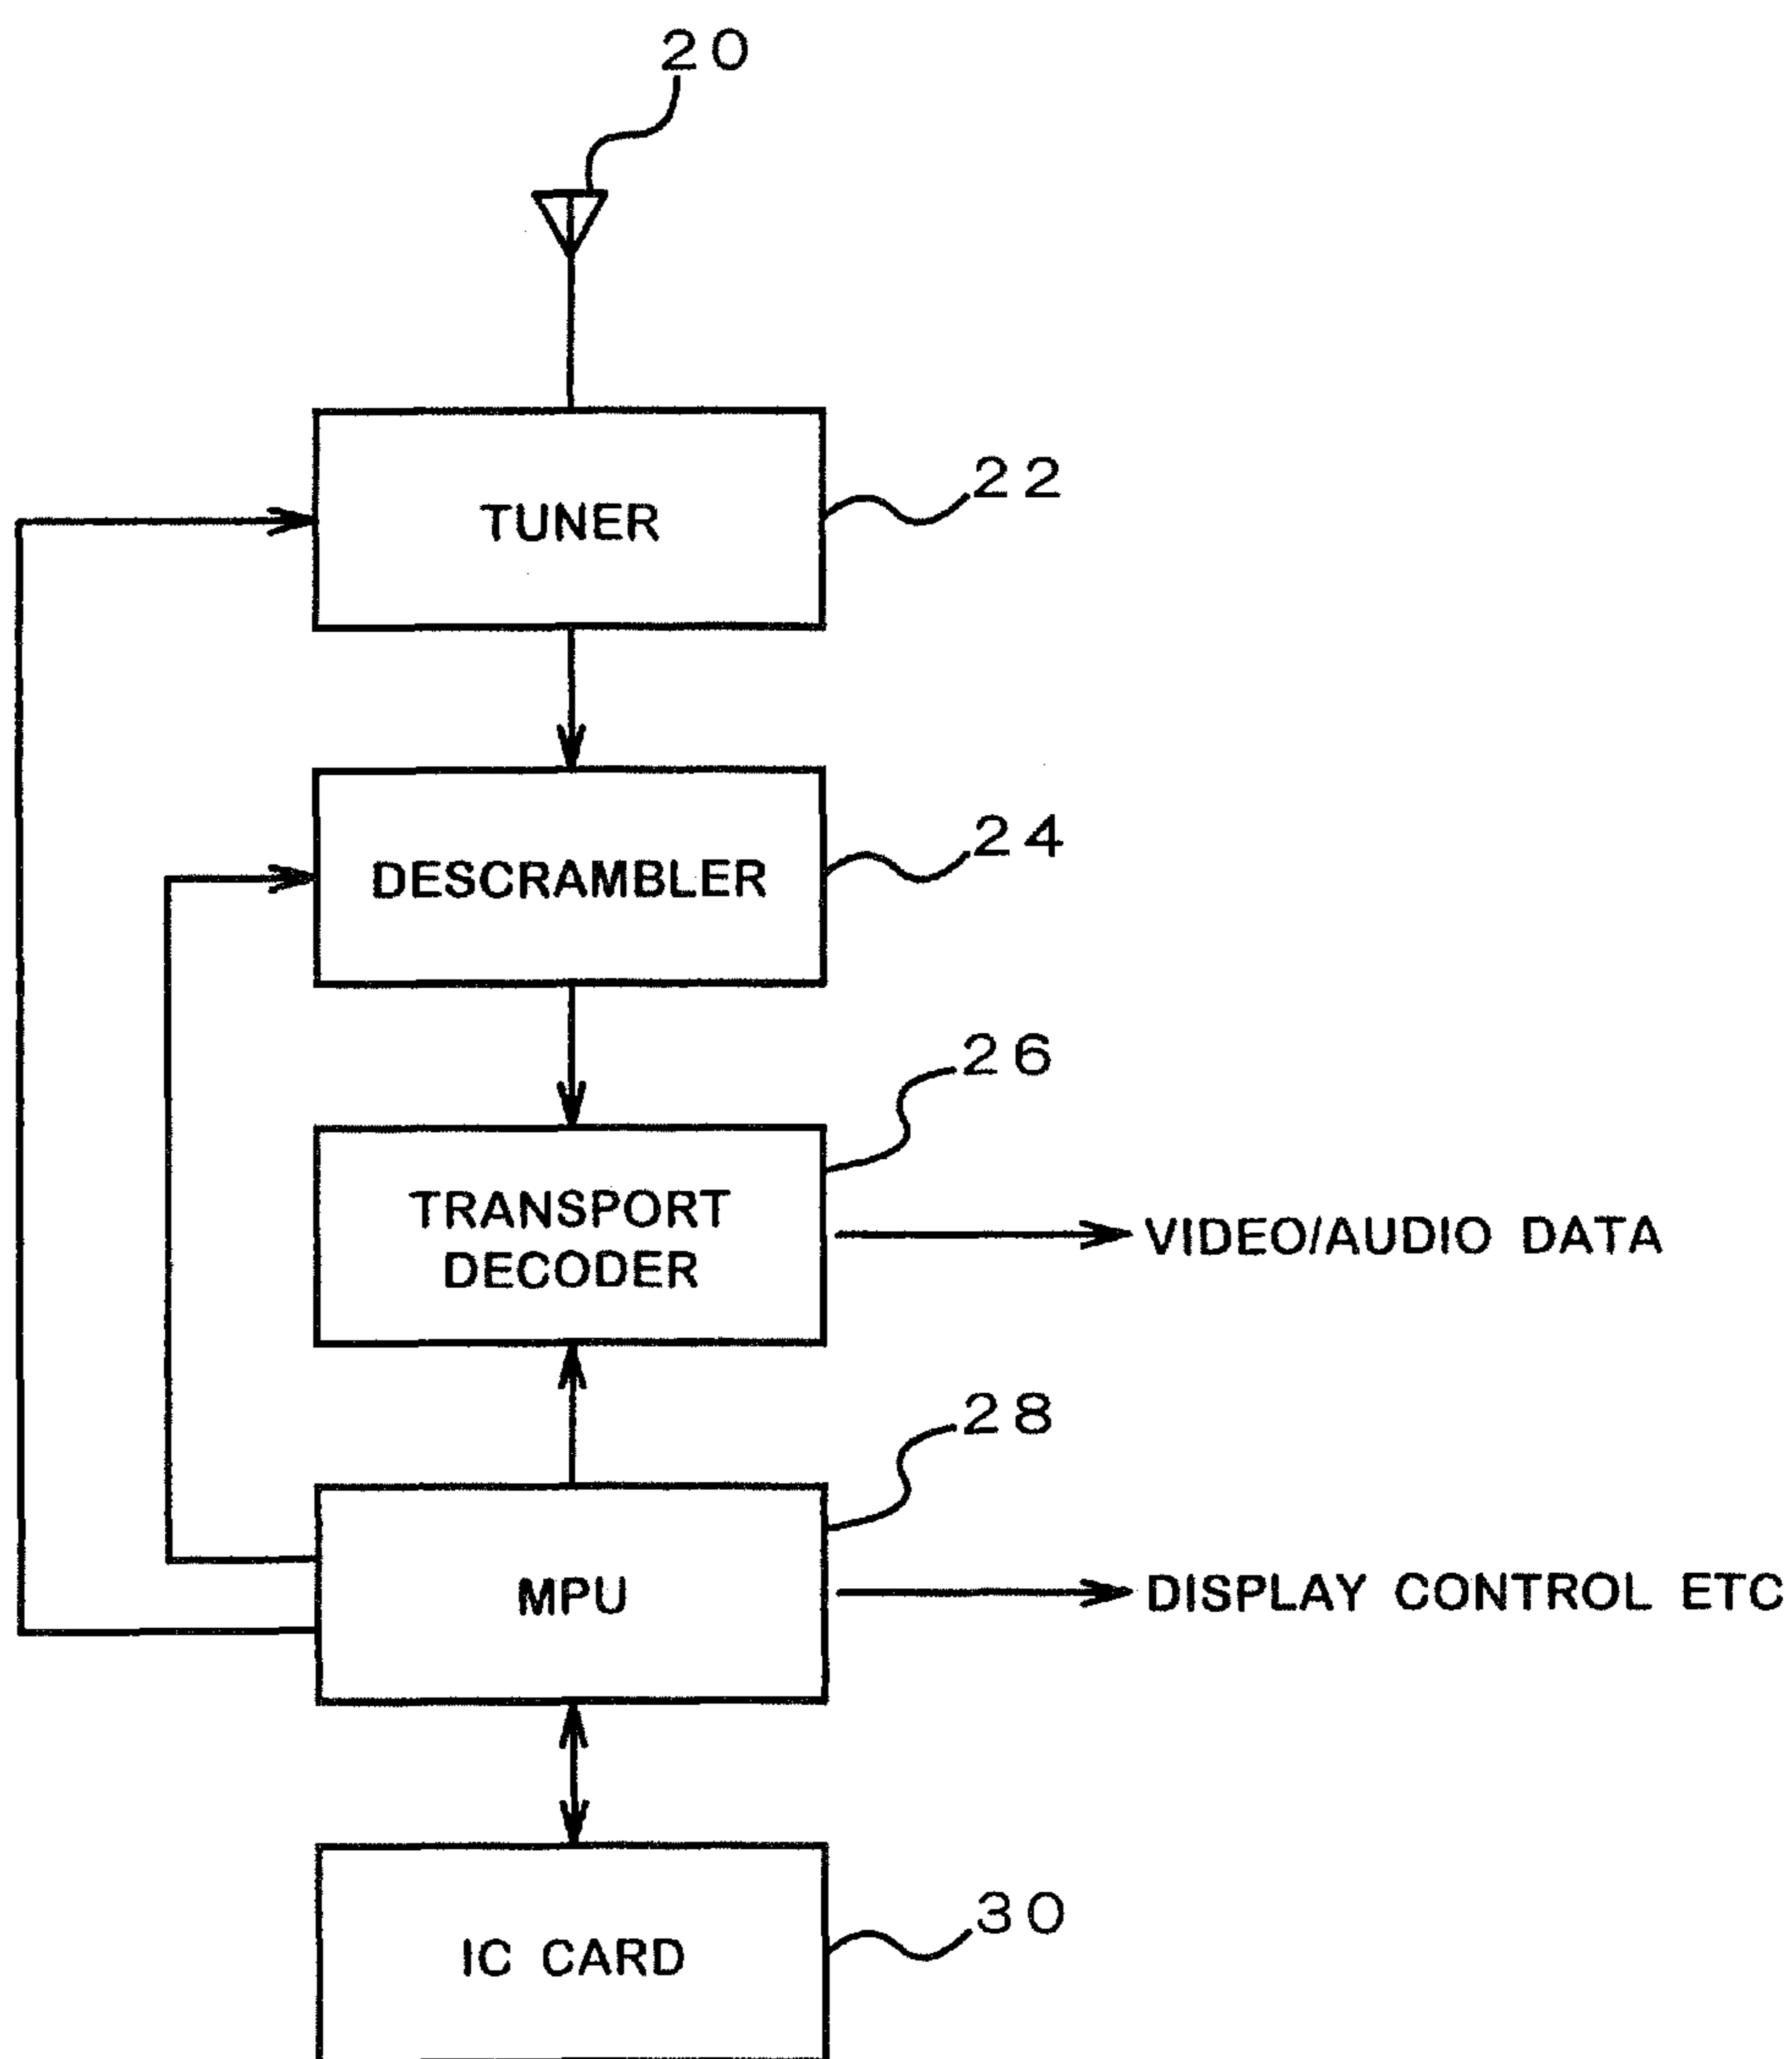 20
TUNER
22
DESCRAMBLER
24
26
TRANSPORT
DECODER
VIDEO/AUDIO DATA
28
MPU
DISPLAY CONTROL ETC
IC CARD
30